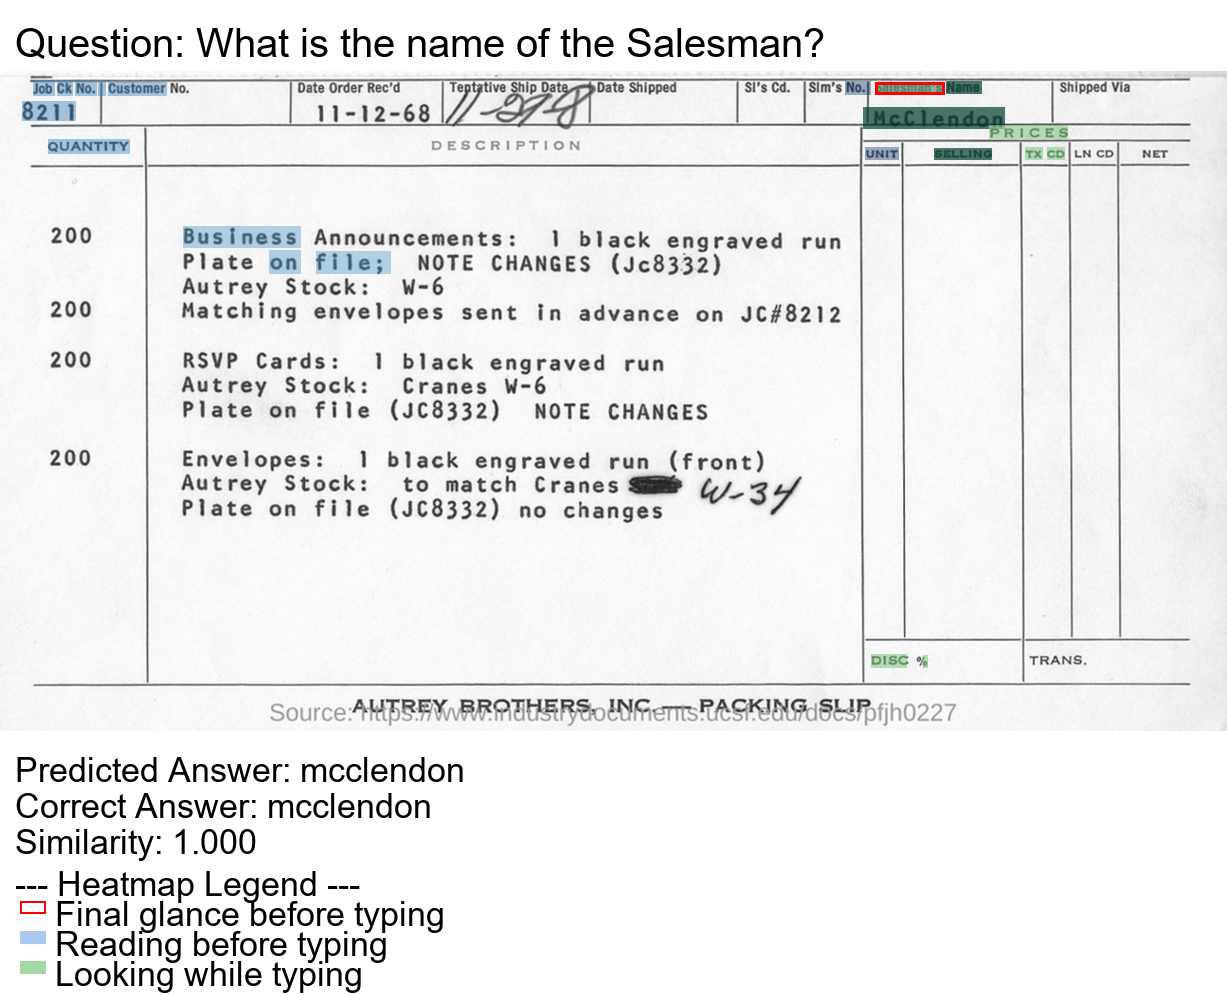 Question: What is the name of the Salesman?
Job Ck No. Customer No. Date Order Rec'd Tentative Ship Date Date Shipped Sl's Cd. Slm's No. Salesman's Name Shipped Via
8211 11-12-68 McClendon
PRICES
QUANTITY DESCRIPTION UNIT SELLING TX CD LN CD NET
200 Business Announcements: 1 black engraved run
Plate on file; NOTE CHANGES (Jc8332)
Autrey Stock: W-6
200 Matching envelopes sent in advance on JC#8212
200 RSVP Cards: 1 black engraved run
Autrey Stock: Cranes W-6
Plate on file (JC8332) NOTE CHANGES
200 Envelopes: 1 black engraved run (front)
Autrey Stock: to match Cranes W-34
Plate on file (JC8332) no changes
DISC % TRANS.
AUTREY BROTHERS, INC. — PACKING SLIP
Source: https://www.industrydocuments.ucsf.edu/docs/pfjh0227
Predicted Answer: mcclendon
Correct Answer: mcclendon
Similarity: 1.000
--- Heatmap Legend ---
Final glance before typing
Reading before typing
Looking while typing